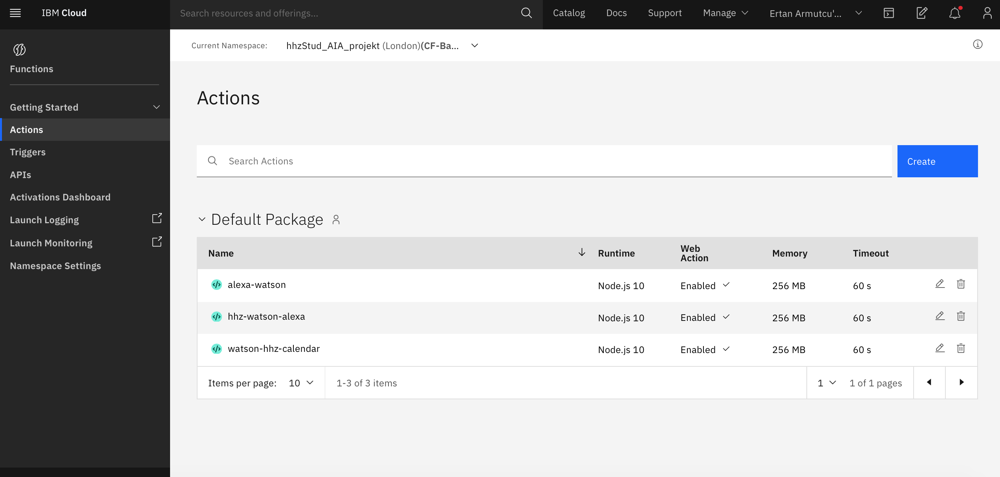 IBM Cloud
Search resources and offerings...
Catalog
Docs
Support
Manage
Ertan Armutcu'...
Functions
Getting Started
Actions
Triggers
APIs
Activations Dashboard
Launch Logging
Launch Monitoring
Namespace Settings
Current Namespace: hhzStud_AIA_projekt (London)(CF-Ba...
Actions
Search Actions
Create
Default Package
Name Runtime Web Action Memory Timeout
alexa-watson Node.js 10 Enabled 256 MB 60 s
hhz-watson-alexa Node.js 10 Enabled 256 MB 60 s
watson-hhz-calendar Node.js 10 Enabled 256 MB 60 s
Items per page: 10 1-3 of 3 items 1 1 of 1 pages